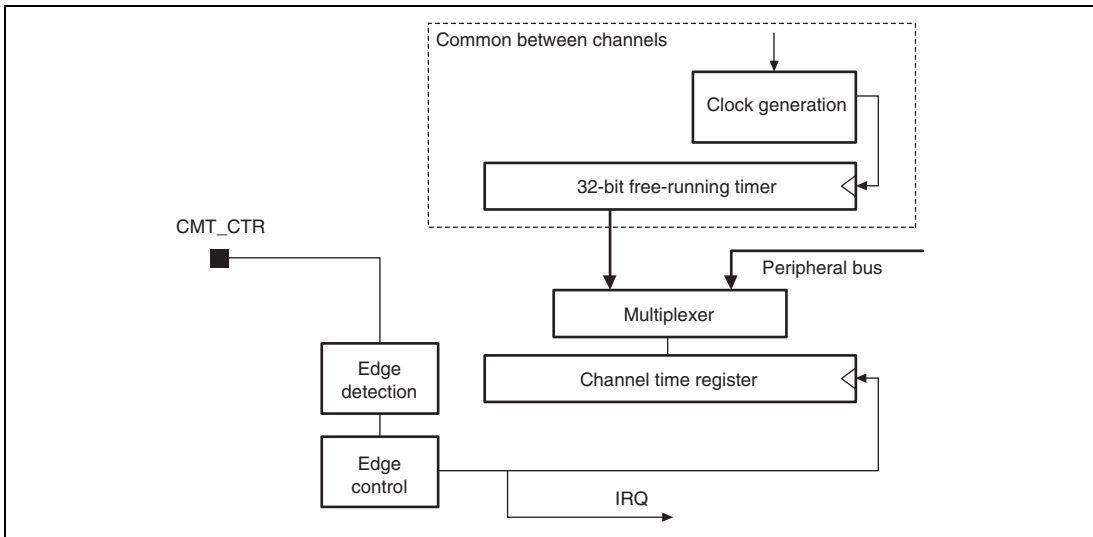 Common between channels
Clock generation
32-bit free-running timer
CMT_CTR
Peripheral bus
Multiplexer
Edge
detection
Channel time register
Edge
control
IRQ